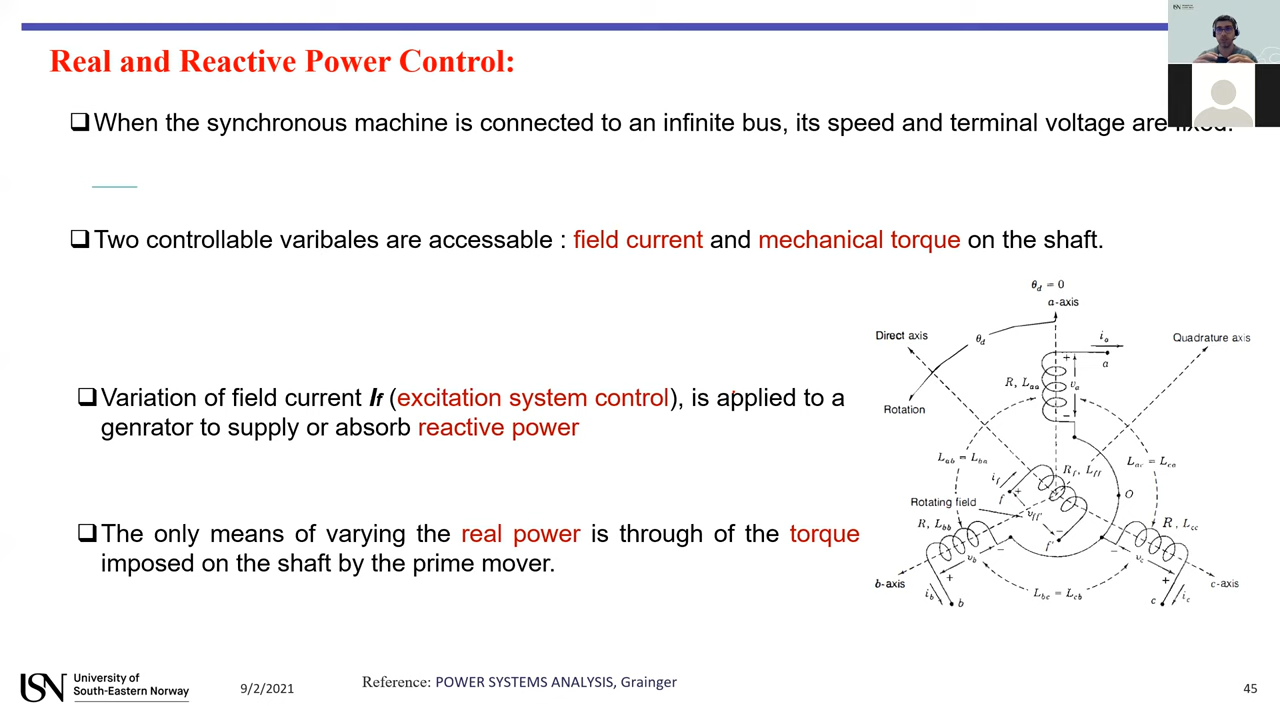 Real and Reactive Power Control:
❑When the synchronous machine is connected to an infinite bus, its speed and terminal voltage are fixed.
❑Two controllable varibales are accessable : field current and mechanical torque on the shaft.
θd = 0
a-axis
Direct axis
θd
ia
Quadrature axis
+
a
R, Laa
va
Rotation
−
Lab = Lba
Rf, Lff
Lac = Lca
if
+
f
O
Rotating field
vff
R, Lbb
R, Lcc
−
f'
−
−
vb
vc
b-axis
+
+
c-axis
ib
b
Lbc = Lcb
c
ic
❑Variation of field current If (excitation system control), is applied to a
genrator to supply or absorb reactive power
❑The only means of varying the real power is through of the torque
imposed on the shaft by the prime mover.
USN
University of
South-Eastern Norway
9/2/2021
Reference: POWER SYSTEMS ANALYSIS, Grainger
45